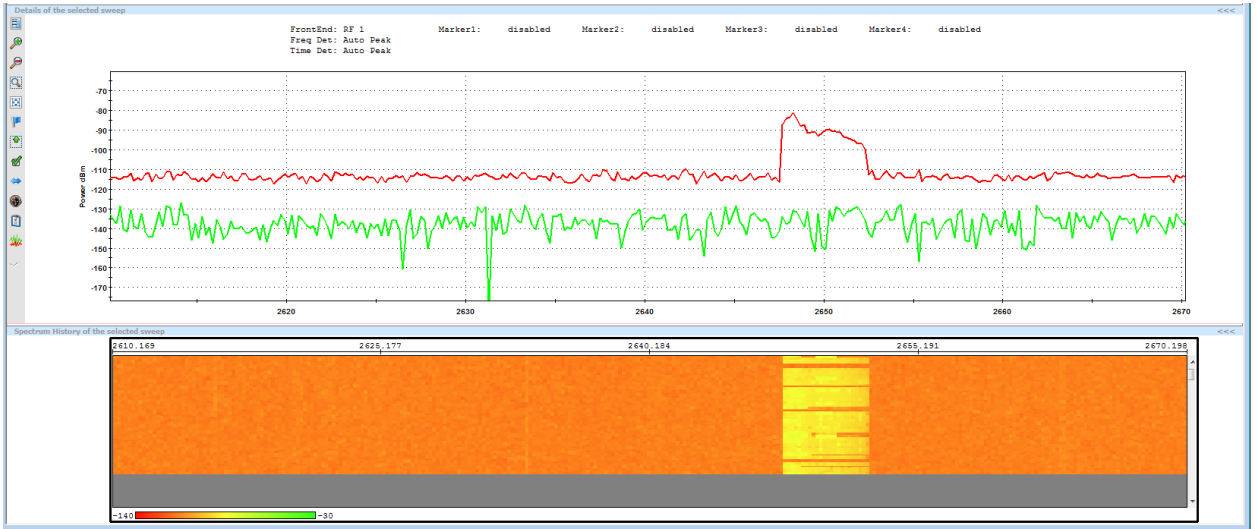 Details of the selected sweep <<<
FrontEnd: RF 1 Marker1: disabled Marker2: disabled Marker3: disabled Marker4: disabled
Freq Det: Auto Peak
Time Det: Auto Peak
-70
-80
-90
-100
-110
-120
-130
-140
-150
-160
-170
Power dBm
2620 2630 2640 2650 2660 2670
Spectrum History of the selected sweep <<<
2610.169 2625.177 2640.184 2655.191 2670.198
-140 -30